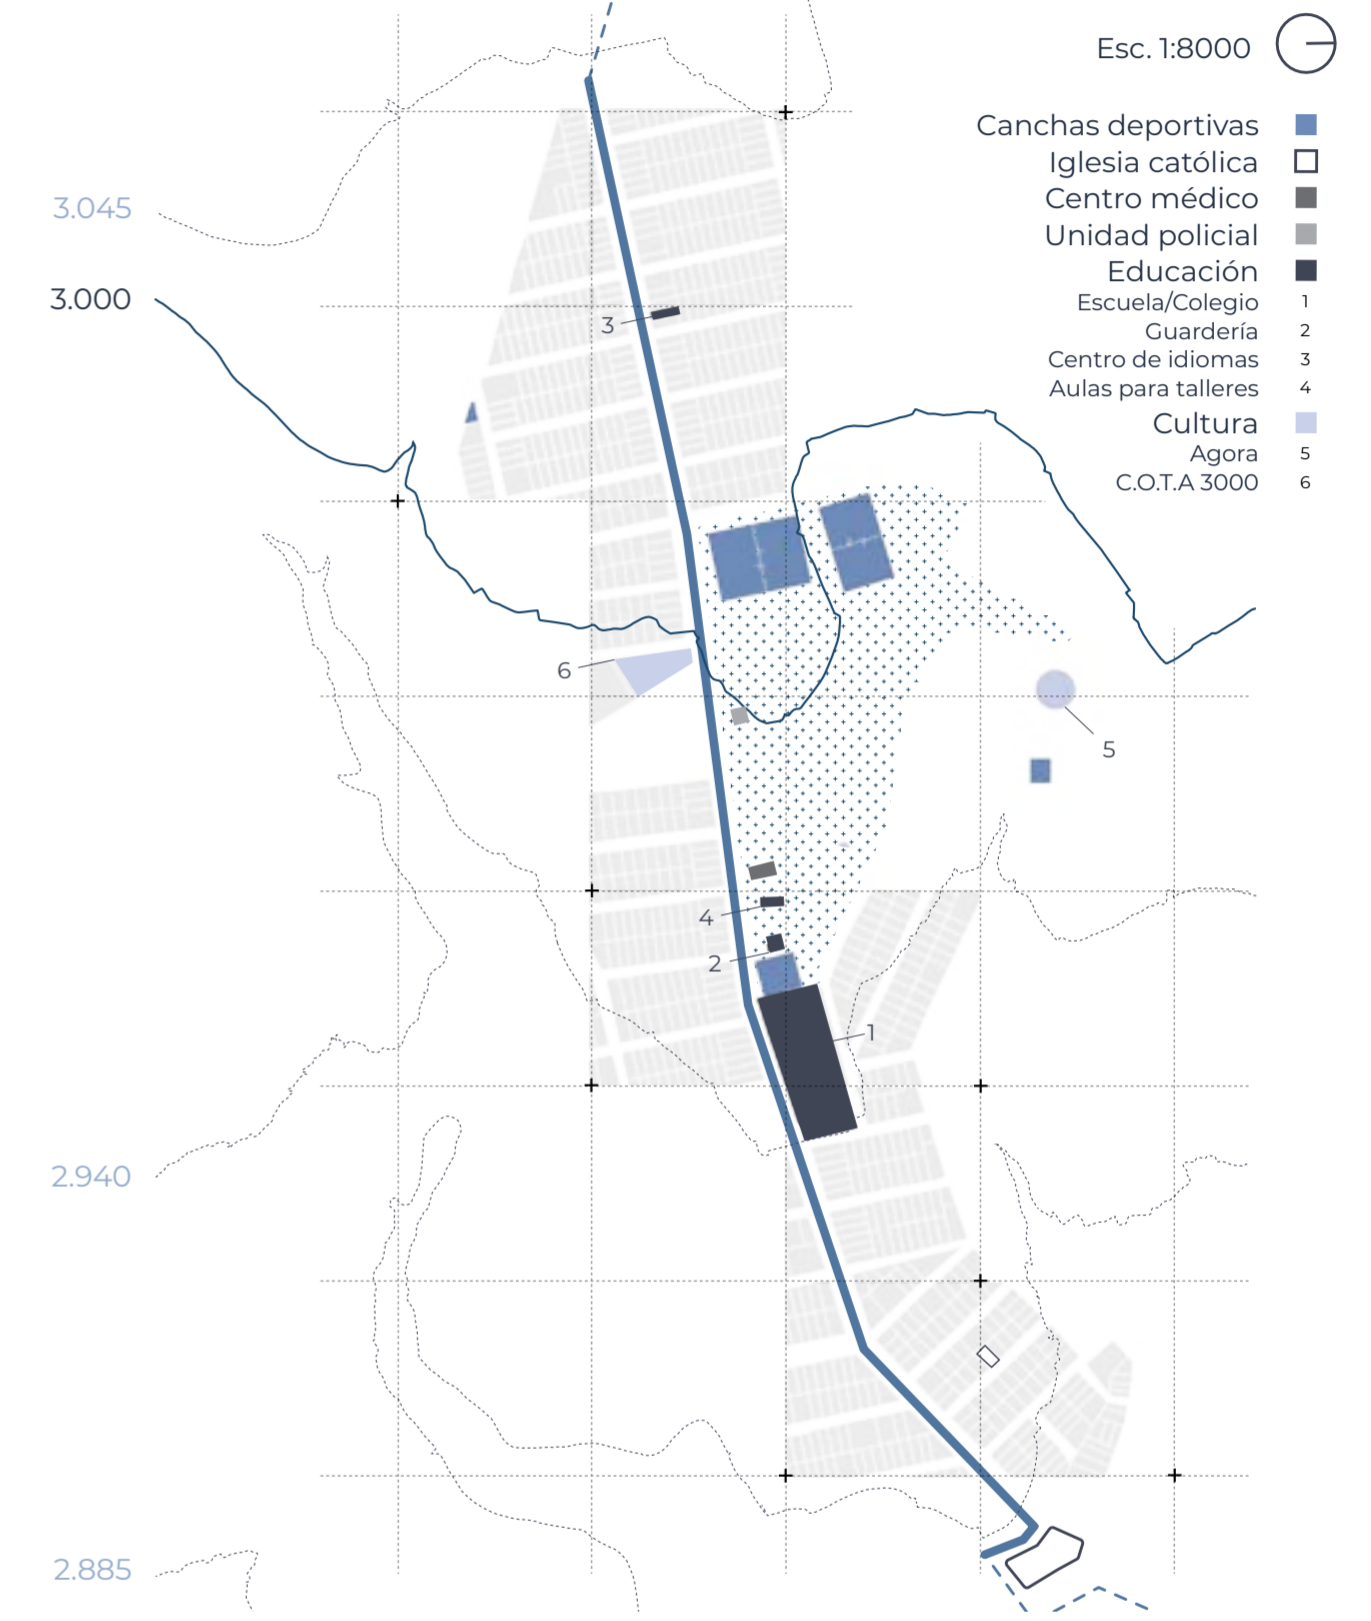 Esc. 1:8000
Canchas deportivas
Iglesia católica
Centro médico
Unidad policial
Educación
Escuela/Colegio 1
Guardería 2
Centro de idiomas 3
Aulas para talleres 4
Cultura
Agora 5
C.O.T.A 3000 6
3.045
3.000
3
6
5
4
2
1
2.940
2.885